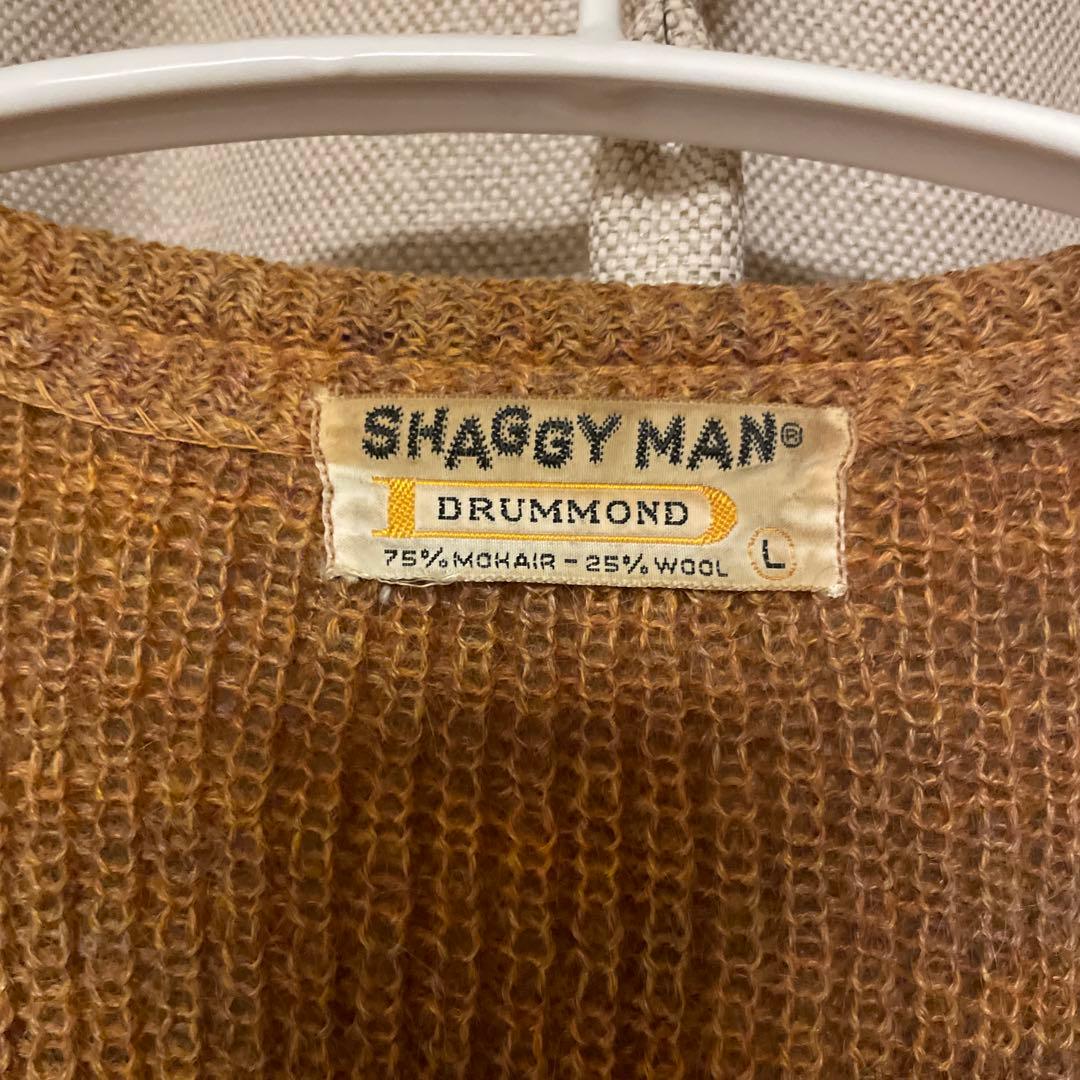 SHAGGY MAN®
DRUMMOND
75% MOHAIR - 25% WOOL L